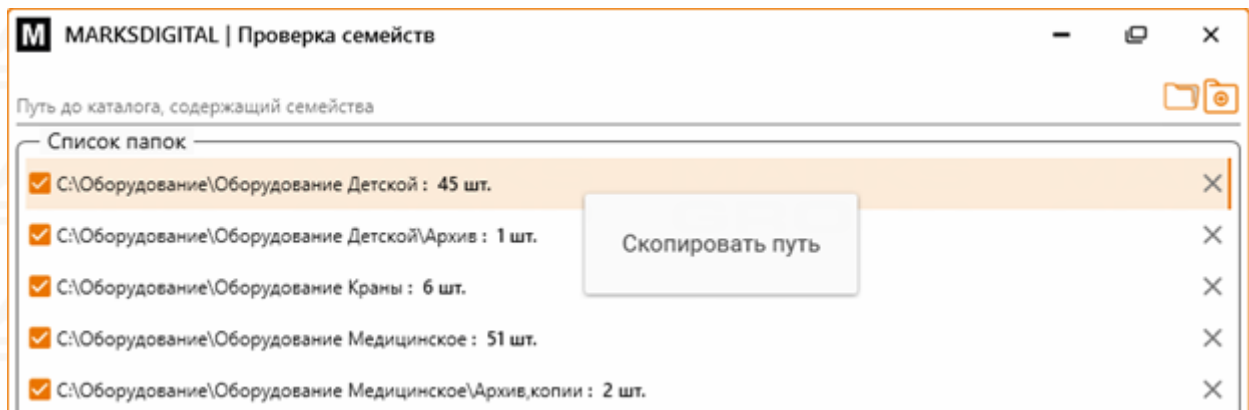 M MARKSDIGITAL | Проверка семейств
Путь до каталога, содержащий семейства
Список папок
C:\Оборудование\Оборудование Детской : 45 шт.
C:\Оборудование\Оборудование Детской\Архив : 1 шт.
Скопировать путь
C:\Оборудование\Оборудование Краны : 6 шт.
C:\Оборудование\Оборудование Медицинское : 51 шт.
C:\Оборудование\Оборудование Медицинское\Архив,копии : 2 шт.